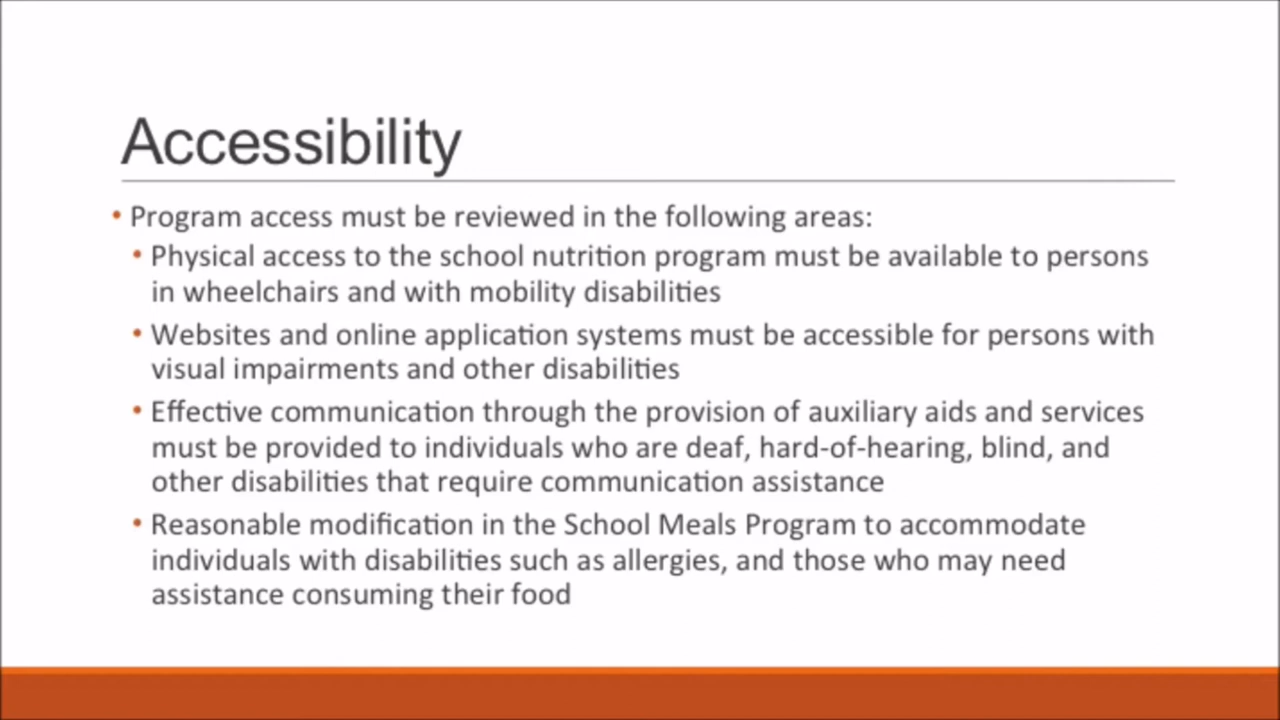 Accessibility
• Program access must be reviewed in the following areas:
• Physical access to the school nutrition program must be available to persons
in wheelchairs and with mobility disabilities
• Websites and online application systems must be accessible for persons with
visual impairments and other disabilities
• Effective communication through the provision of auxiliary aids and services
must be provided to individuals who are deaf, hard-of-hearing, blind, and
other disabilities that require communication assistance
• Reasonable modification in the School Meals Program to accommodate
individuals with disabilities such as allergies, and those who may need
assistance consuming their food